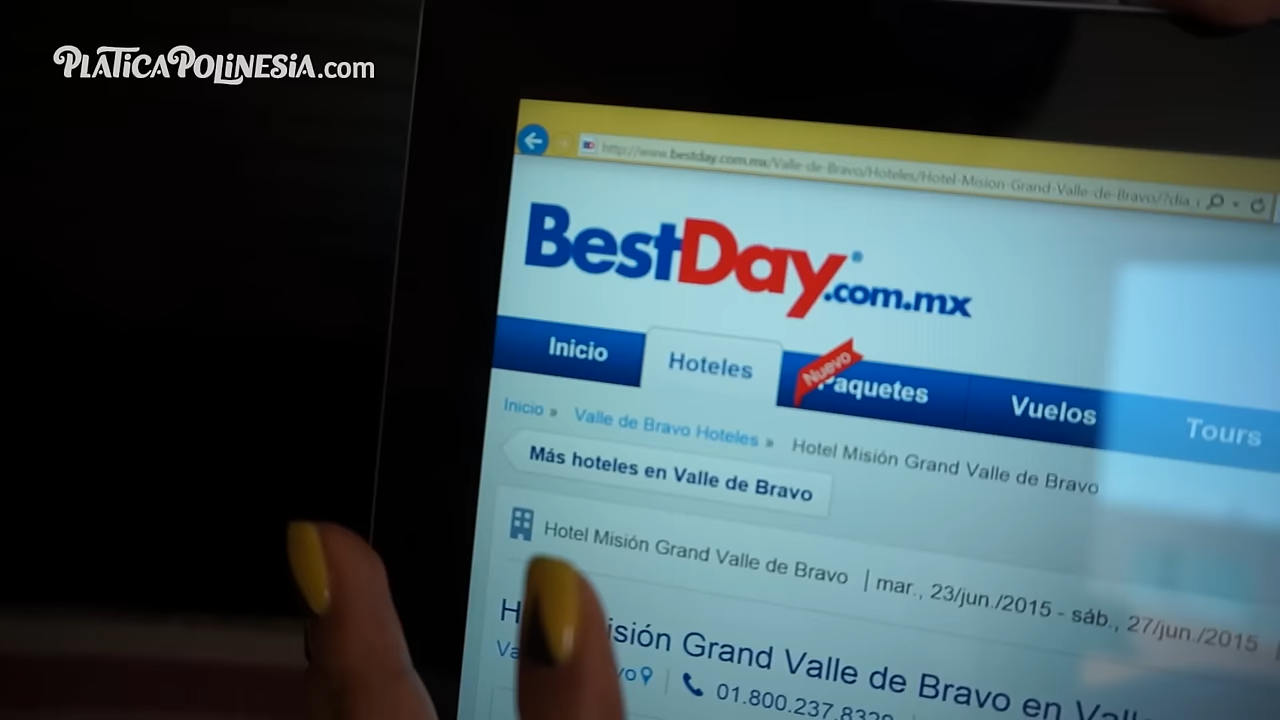 PLATICAPOLINESIA.com
http://www.bestday.com.mx/Valle-de-Bravo/Hoteles/Hotel-Mision-Grand-Valle-de-Bravo/?dia
BestDay®.com.mx
Inicio Hoteles Nuevo Paquetes Vuelos Tours
Inicio » Valle de Bravo Hoteles » Hotel Misión Grand Valle de Bravo
Más hoteles en Valle de Bravo
Hotel Misión Grand Valle de Bravo | mar., 23/jun./2015 - sáb., 27/jun./2015
isión Grand Valle de Bravo en
01.800.237.8329